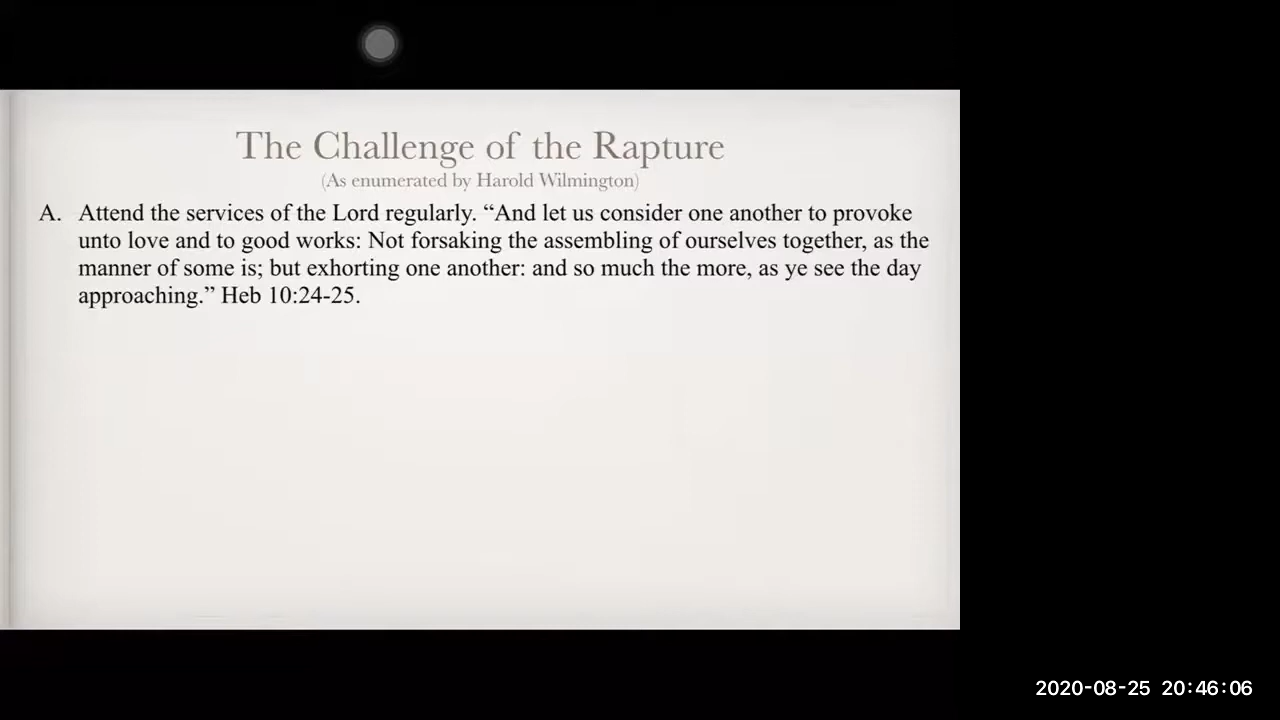 The Challenge of the Rapture
(As enumerated by Harold Wilmington)
A. Attend the services of the Lord regularly. “And let us consider one another to provoke
unto love and to good works: Not forsaking the assembling of ourselves together, as the
manner of some is; but exhorting one another: and so much the more, as ye see the day
approaching.” Heb 10:24-25.
2020-08-25 20:46:06